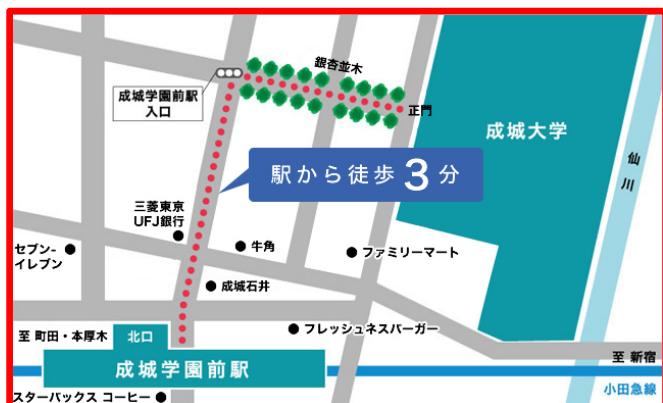 銀杏並木
成城学園前駅
入口
正門
成城大学
仙川
駅から徒歩3分
三菱東京
UFJ銀行
セブン-
イレブン
牛角
ファミリーマート
成城石井
フレッシュネスバーガー
至 町田・本厚木
北口
成城学園前駅
至 新宿
小田急線
スターバックス コーヒー